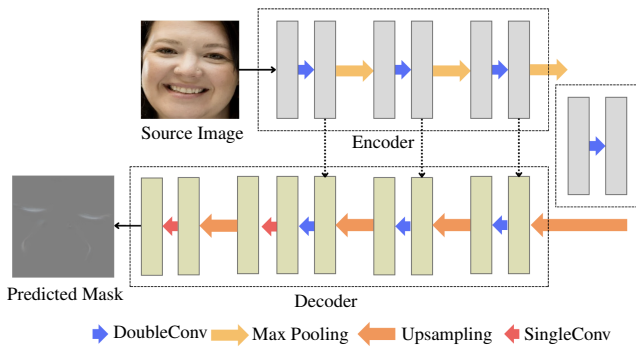 Source Image
Encoder
Predicted Mask
Decoder
DoubleConv
Max Pooling
Upsampling
SingleConv